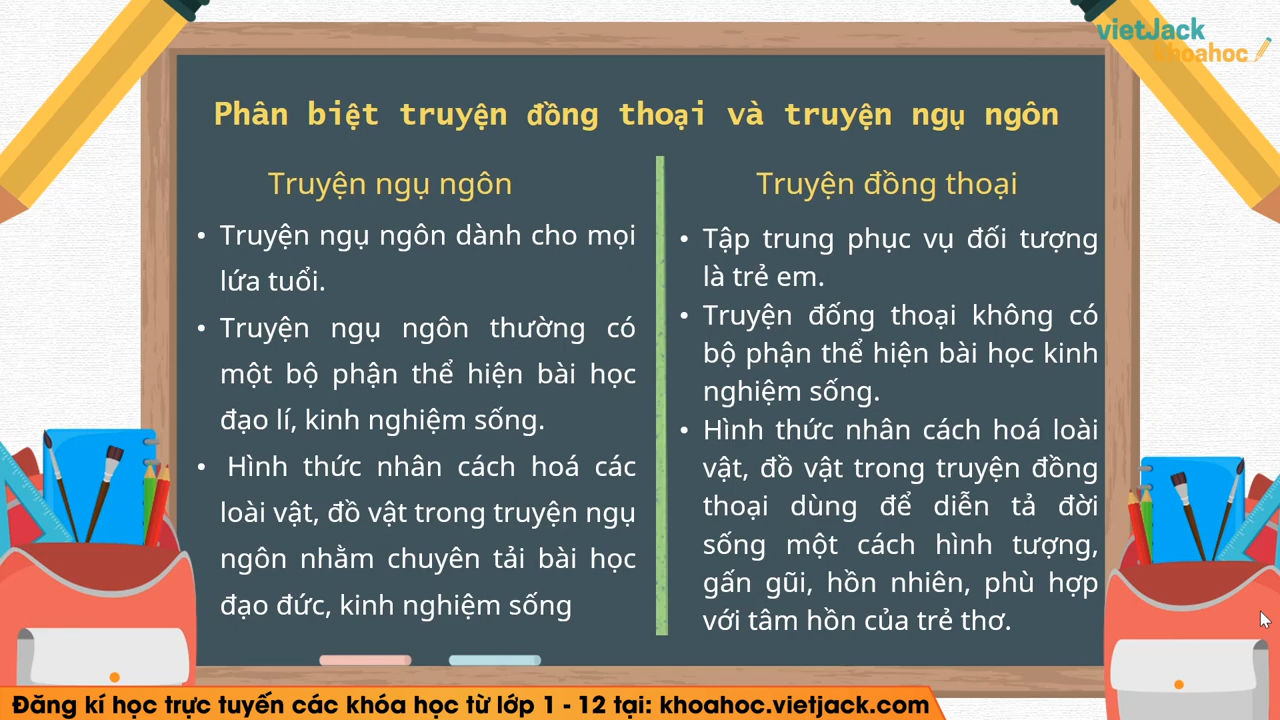 vietJack
khoahoc
Phân biệt truyện đồng thoại và truyện ngụ ngôn
Truyện ngụ ngôn
• Truyện ngụ ngôn dành cho mọi
lứa tuổi.
• Truyện ngụ ngôn thường có
một bộ phận thể hiện bài học
đạo lí, kinh nghiệm sống.
• Hình thức nhân cách hoá các
loài vật, đồ vật trong truyện ngụ
ngôn nhằm chuyên tải bài học
đạo đức, kinh nghiệm sống
Truyện đồng thoại
• Tập trung phục vụ đối tượng
là trẻ em.
• Truyện đống thoại không có
bộ phận thể hiện bài học kinh
nghiệm sống.
• Hình thức nhân cách hoá loài
vật, đồ vật trong truyện đồng
thoại dùng để diễn tả đời
sống một cách hình tượng,
gấn gũi, hồn nhiên, phù hợp
với tâm hồn của trẻ thơ.
Đăng kí học trực tuyến các khóa học từ lớp 1 - 12 tại: khoahoc.vietjack.com